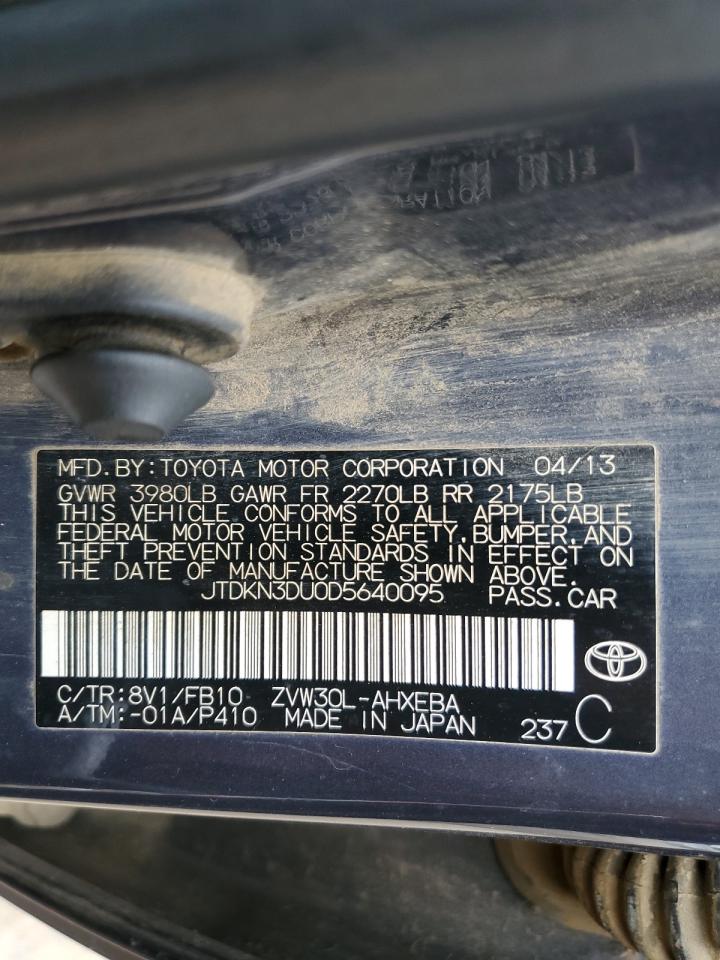 MFD.BY:TOYOTA MOTOR CORPORATION 04/13
GVWR 3980LB GAWR FR 2270LB RR 2175LB
THIS VEHICLE CONFORMS TO ALL APPLICABLE
FEDERAL MOTOR VEHICLE SAFETY,BUMPER,AND
THEFT PREVENTION STANDARDS IN EFFECT ON
THE DATE OF MANUFACTURE SHOWN ABOVE.
JTDKN3DU0D5640095 PASS.CAR
C/TR:8V1/FB10 ZVW30L-AHXEBA
A/TM:-01A/P410 MADE IN JAPAN 237 C